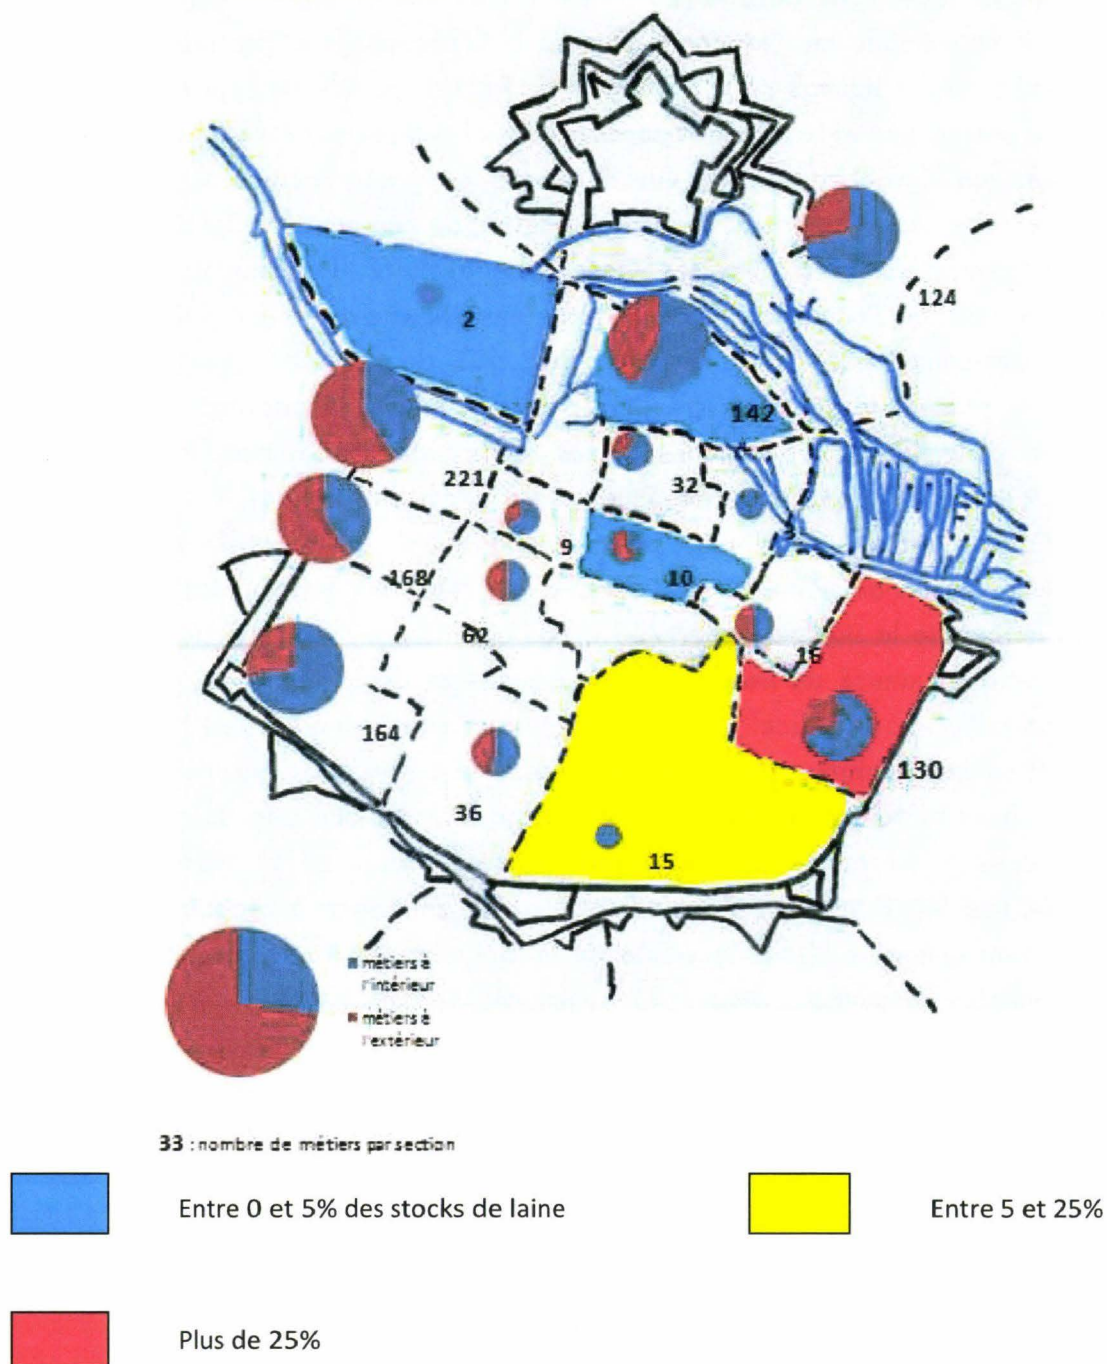 124
2
142
221
32
9
3
10
168
62
16
164
130
36
15
métiers à
l'intérieur
métiers à
l'extérieur
33 : nombre de métiers par section
Entre 0 et 5% des stocks de laine
Entre 5 et 25%
Plus de 25%